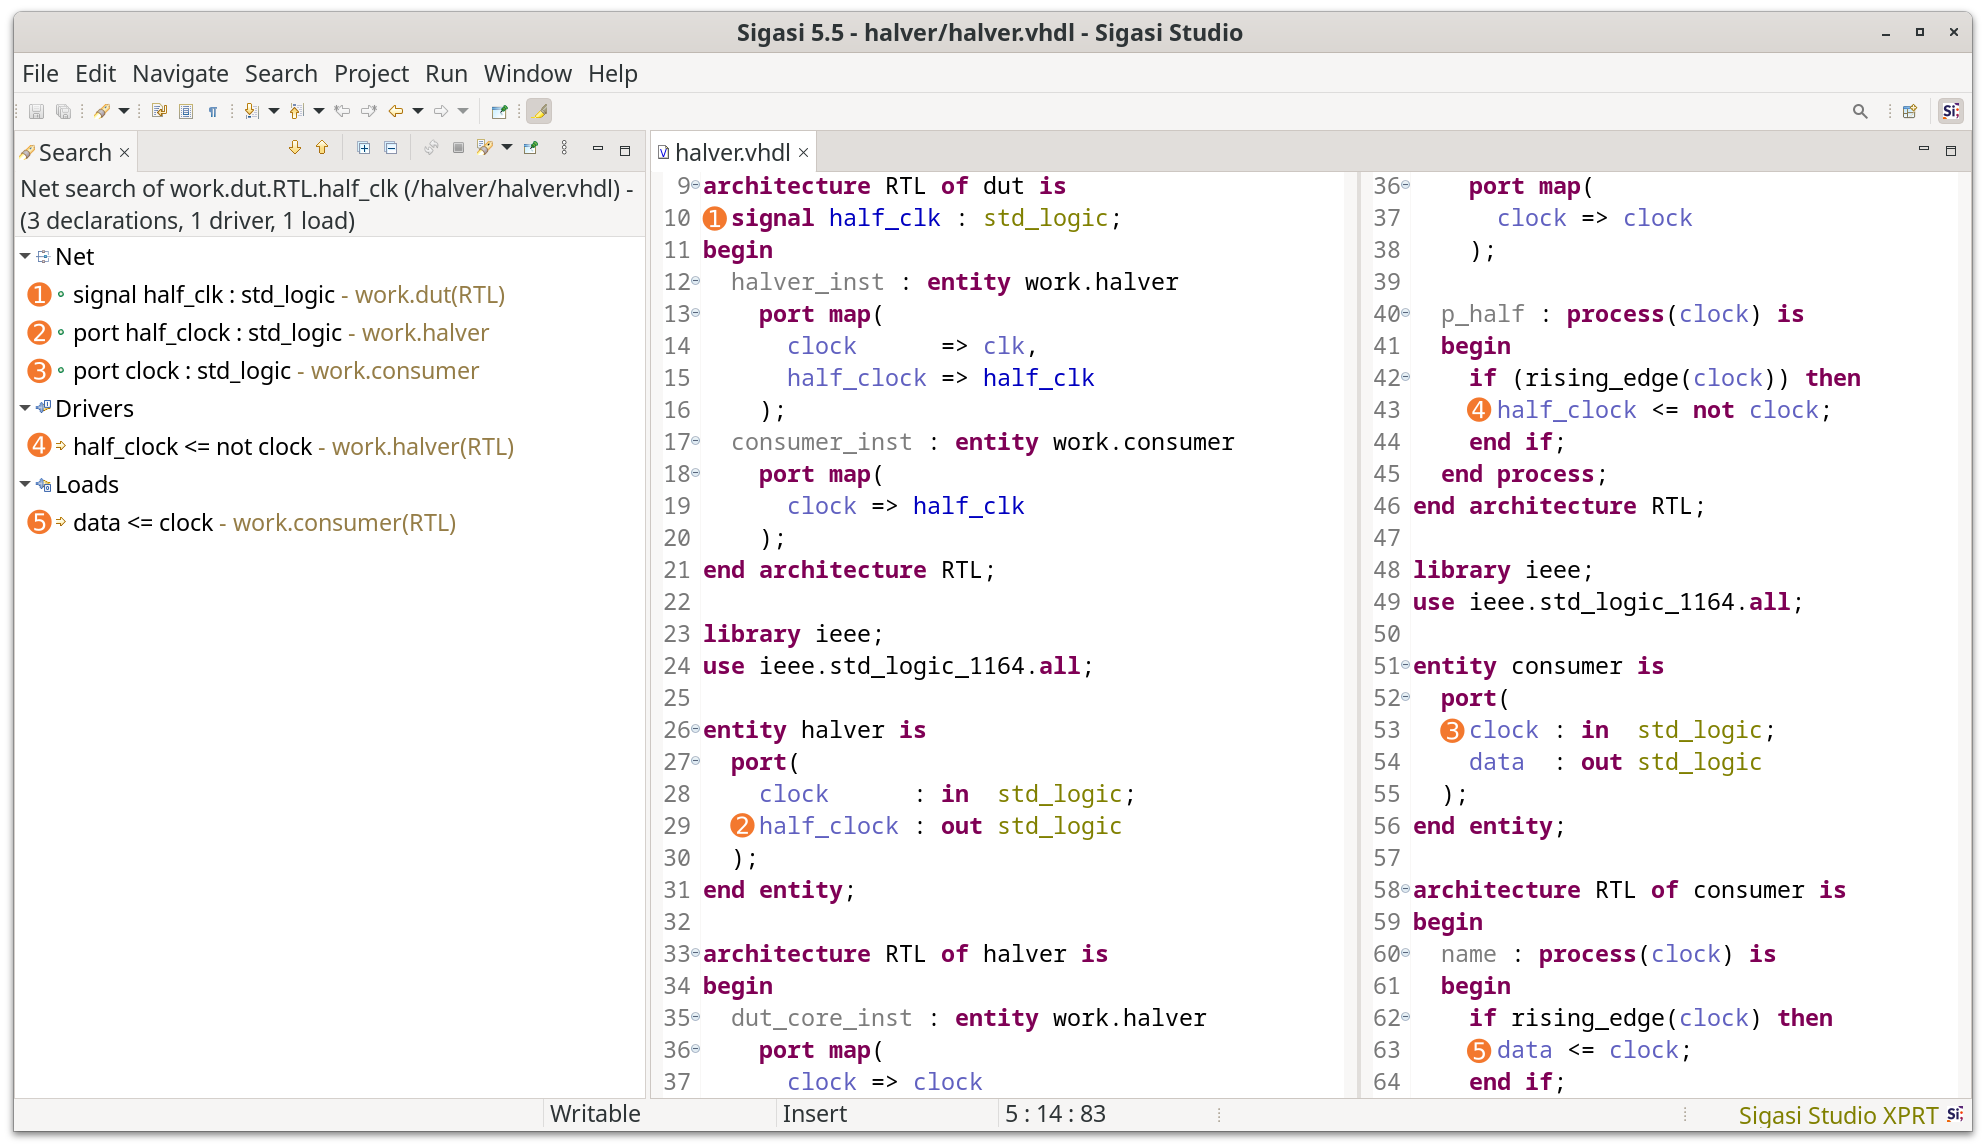 Sigasi 5.5 - halver/halver.vhdl - Sigasi Studio
File Edit Navigate Search Project Run Window Help
Search
Net search of work.dut.RTL.half_clk (/halver/halver.vhdl) -
(3 declarations, 1 driver, 1 load)
Net
1 signal half_clk : std_logic - work.dut(RTL)
2 port half_clock : std_logic - work.halver
3 port clock : std_logic - work.consumer
Drivers
4 half_clock <= not clock - work.halver(RTL)
Loads
5 data <= clock - work.consumer(RTL)
halver.vhdl
9 architecture RTL of dut is
10 1 signal half_clk : std_logic;
11 begin
12   halver_inst : entity work.halver
13     port map(
14       clock      => clk,
15       half_clock => half_clk
16     );
17   consumer_inst : entity work.consumer
18     port map(
19       clock => half_clk
20     );
21 end architecture RTL;
22
23 library ieee;
24 use ieee.std_logic_1164.all;
25
26 entity halver is
27   port(
28     clock      : in  std_logic;
29   2 half_clock : out std_logic
30   );
31 end entity;
32
33 architecture RTL of halver is
34 begin
35   dut_core_inst : entity work.halver
36     port map(
37       clock => clock
36     port map(
37       clock => clock
38     );
39
40   p_half : process(clock) is
41   begin
42     if (rising_edge(clock)) then
43     4 half_clock <= not clock;
44     end if;
45   end process;
46 end architecture RTL;
47
48 library ieee;
49 use ieee.std_logic_1164.all;
50
51 entity consumer is
52   port(
53   3 clock : in  std_logic;
54     data  : out std_logic
55   );
56 end entity;
57
58 architecture RTL of consumer is
59 begin
60   name : process(clock) is
61   begin
62     if rising_edge(clock) then
63     5 data <= clock;
64     end if;
Writable Insert 5 : 14 : 83 Sigasi Studio XPRT Si